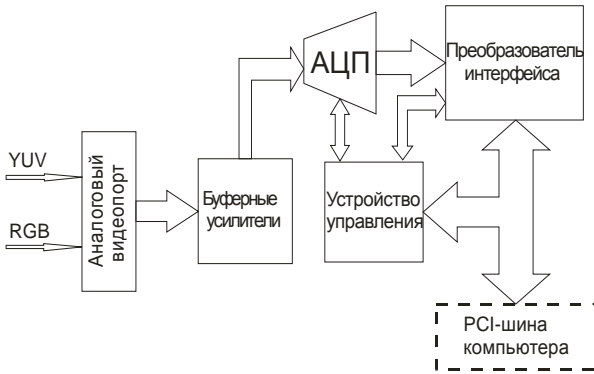 АЦП
Преобразователь
интерфейса
YUV
RGB
Аналоговый
видеопорт
Буферные
усилители
Устройство
управления
PCI-шина
компьютера